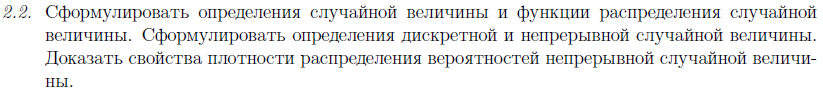 2.2. Сформулировать определения случайной величины и функции распределения случайной
величины. Сформулировать определения дискретной и непрерывной случайной величины.
Доказать свойства плотности распределения вероятностей непрерывной случайной величи-
ны.